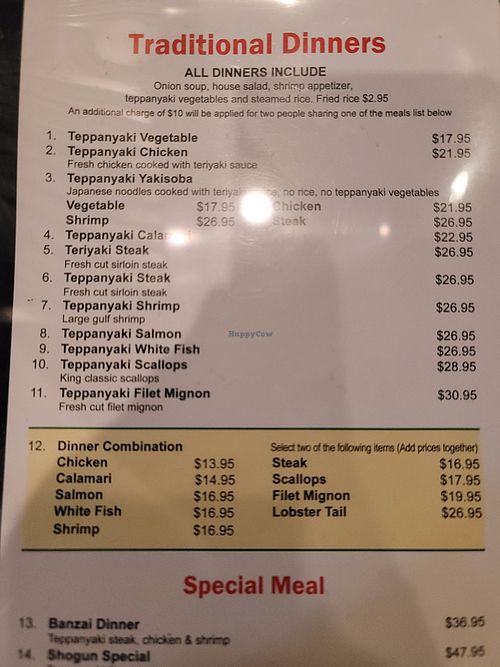 Traditional Dinners
ALL DINNERS INCLUDE
Onion soup, house salad, shrimp appetizer,
teppanyaki vegetables and steamed rice. Fried rice $2.95
An additional charge of $10 will be applied for two people sharing one of the meals list below
1. Teppanyaki Vegetable $17.95
2. Teppanyaki Chicken $21.95
Fresh chicken cooked with teriyaki sauce
3. Teppanyaki Yakisoba
Japanese noodles cooked with teriyaki no rice, no teppanyaki vegetables
Vegetable $17.95 Chicken $21.95
Shrimp $26.95 Steak $26.95
4. Teppanyaki Calamari $22.95
5. Teriyaki Steak $26.95
Fresh cut sirloin steak
6. Teppanyaki Steak $26.95
Fresh cut sirloin steak
7. Teppanyaki Shrimp $26.95
Large gulf shrimp
HappyCow
8. Teppanyaki Salmon $26.95
9. Teppanyaki White Fish $26.95
10. Teppanyaki Scallops $28.95
King classic scallops
11. Teppanyaki Filet Mignon $30.95
Fresh cut filet mignon
12. Dinner Combination Select two of the following items (Add prices together)
Chicken $13.95 Steak $16.95
Calamari $14.95 Scallops $17.95
Salmon $16.95 Filet Mignon $19.95
White Fish $16.95 Lobster Tail $26.95
Shrimp $16.95
Special Meal
13. Banzai Dinner $36.95
Teppanyaki steak, chicken & shrimp
14. Shogun Special $47.95